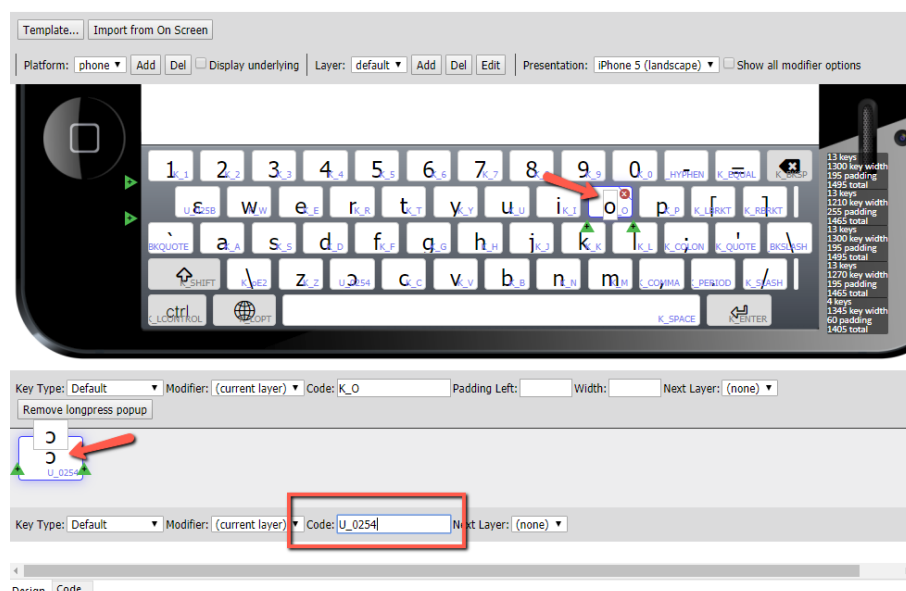 Template... Import from On Screen
Platform: phone Add Del Display underlying Layer: default Add Del Edit Presentation: iPhone 5 (landscape) Show all modifier options
1 K_1 2 K_2 3 K_3 4 K_4 5 K_5 6 K_6 7 K_7 8 9 K_9 0 K_0 HYPHEN = K_EQUAL K_BKSP
ɛ U_025B w K_W e K_E r K_R t K_T y K_Y u K_U i K_I o K_O p K_P [ K_LBRKT ] K_RBRKT
` BKQUOTE a K_A s K_S d K_D f K_F g K_G h K_H j K_J k K_K l K_L ; K_COLON ' K_QUOTE \ BKSLASH
K_SHIFT \ K_oE2 z K_Z ɔ U_0254 c K_C v K_V b K_B n K_N m K_M , K_COMMA . K_PERIOD / K_SLASH
ctrl K_LCONTROL K_LOPT K_SPACE K_ENTER
13 keys
1300 key width
195 padding
1495 total
13 keys
1210 key width
255 padding
1465 total
13 keys
1300 key width
195 padding
1495 total
13 keys
1270 key width
195 padding
1465 total
4 keys
1345 key width
60 padding
1405 total
Key Type: Default Modifier: (current layer) Code: K_O Padding Left: Width: Next Layer: (none)
Remove longpress popup
ɔ
ɔ
U_0254
Key Type: Default Modifier: (current layer) Code: U_0254 Next Layer: (none)
Design Code